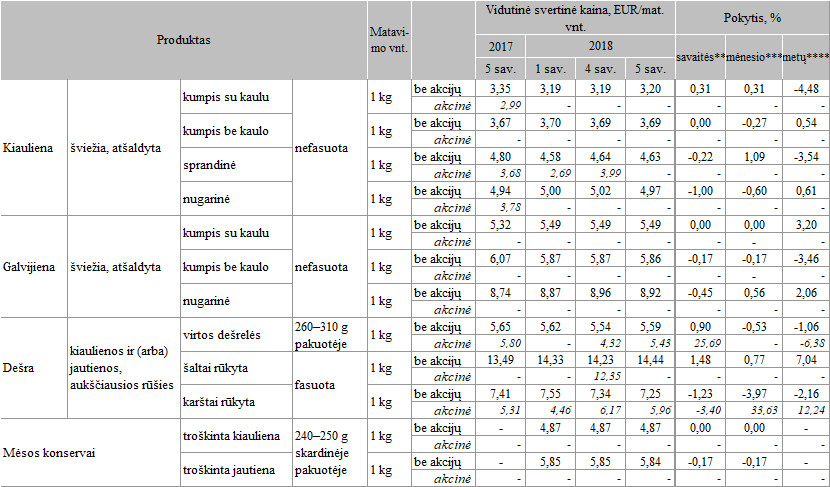 Produktas Matavi-mo vnt. Vidutinė svertinė kaina, EUR/mat. vnt. Pokytis, %
2017 2018 savaitės** mėnesio*** metų****
5 sav. 1 sav. 4 sav. 5 sav.
Kiauliena šviežia, atšaldyta kumpis su kaulu nefasuota 1 kg be akcijų 3,35 3,19 3,19 3,20 0,31 0,31 -4,48
akcinė 2,99 - - - - - -
kumpis be kaulo 1 kg be akcijų 3,67 3,70 3,69 3,69 0,00 -0,27 0,54
akcinė - - - - - - -
sprandinė 1 kg be akcijų 4,80 4,58 4,64 4,63 -0,22 1,09 -3,54
akcinė 3,68 2,69 3,99 - - - -
nugarinė 1 kg be akcijų 4,94 5,00 5,02 4,97 -1,00 -0,60 0,61
akcinė 3,78 - - - - - -
Galvijiena šviežia, atšaldyta kumpis su kaulu nefasuota 1 kg be akcijų 5,32 5,49 5,49 5,49 0,00 0,00 3,20
akcinė - - - - - - -
kumpis be kaulo 1 kg be akcijų 6,07 5,87 5,87 5,86 -0,17 -0,17 -3,46
akcinė - - - - - - -
nugarinė 1 kg be akcijų 8,74 8,87 8,96 8,92 -0,45 0,56 2,06
akcinė - - - - - - -
Dešra kiaulienos ir (arba) jautienos, aukščiausios rūšies virtos dešrelės 260–310 g pakuotėje 1 kg be akcijų 5,65 5,62 5,54 5,59 0,90 -0,53 -1,06
akcinė 5,80 - 4,32 5,43 25,69 - -6,38
šaltai rūkyta fasuota 1 kg be akcijų 13,49 14,33 14,23 14,44 1,48 0,77 7,04
akcinė - - 12,35 - - - -
karštai rūkyta 1 kg be akcijų 7,41 7,55 7,34 7,25 -1,23 -3,97 -2,16
akcinė 5,31 4,46 6,17 5,96 -3,40 33,63 12,24
Mėsos konservai troškinta kiauliena 240–250 g skardinėje pakuotėje 1 kg be akcijų - 4,87 4,87 4,87 0,00 0,00 -
akcinė - - - - - - -
troškinta jautiena 1 kg be akcijų - 5,85 5,85 5,84 -0,17 -0,17 -
akcinė - - - - - - -